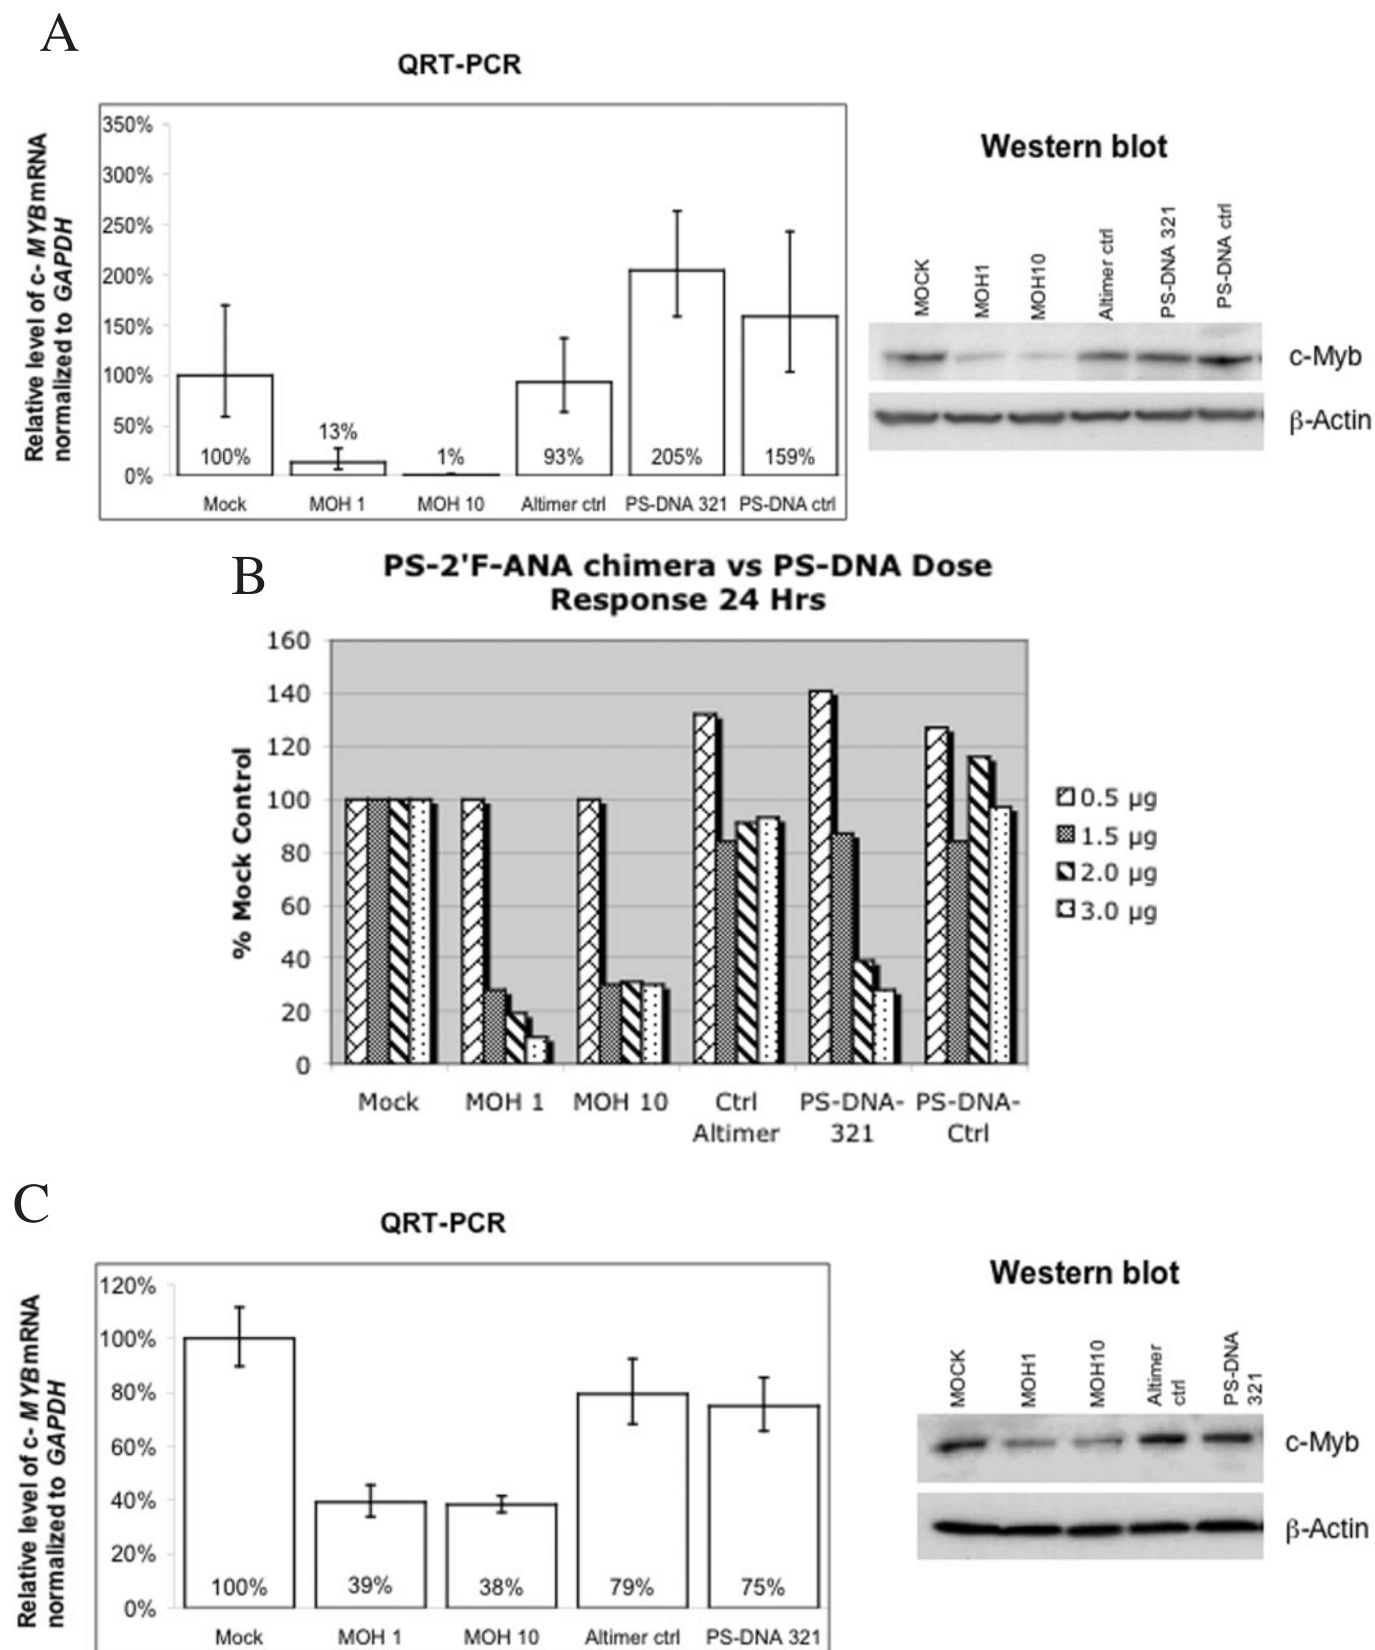 A
QRT-PCR
Relative level of c-MYB mRNA
normalized to GAPDH
350%
300%
250%
200%
150%
100%
50%
0%
100%
13%
1%
93%
205%
159%
Mock
MOH 1
MOH 10
Altimer ctrl
PS-DNA 321
PS-DNA ctrl
Western blot
MOCK
MOH1
MOH10
Altimer ctrl
PS-DNA 321
PS-DNA ctrl
c-Myb
β-Actin
B
PS-2'F-ANA chimera vs PS-DNA Dose
Response 24 Hrs
% Mock Control
160
140
120
100
80
60
40
20
0
Mock
MOH 1
MOH 10
Ctrl
Altimer
PS-DNA-
321
PS-DNA-
Ctrl
0.5 µg
1.5 µg
2.0 µg
3.0 µg
C
QRT-PCR
Relative level of c-MYB mRNA
normalized to GAPDH
120%
100%
80%
60%
40%
20%
0%
100%
39%
38%
79%
75%
Mock
MOH 1
MOH 10
Altimer ctrl
PS-DNA 321
Western blot
MOCK
MOH1
MOH10
Altimer
ctrl
PS-DNA
321
c-Myb
β-Actin